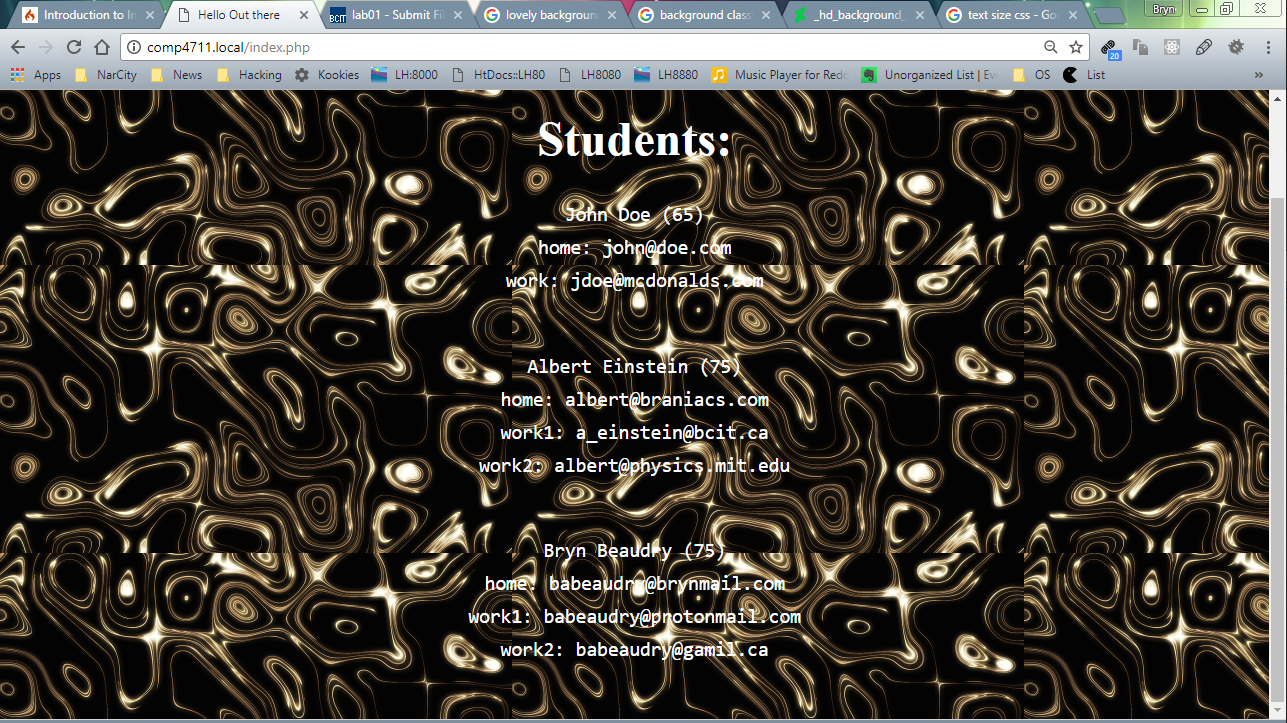 Introduction to In
Hello Out there
BCIT lab01 - Submit Fil
lovely background
background class
_hd_background_
text size css - Goo
Bryn
comp4711.local/index.php
20
Apps
NarCity
News
Hacking
Kookies
LH:8000
HtDocs::LH80
LH8080
LH8880
Music Player for Redd
Unorganized List | Eve
OS
List
»
Students:
John Doe (65)
home: john@doe.com
work: jdoe@mcdonalds.com
Albert Einstein (75)
home: albert@braniacs.com
work1: a_einstein@bcit.ca
work2: albert@physics.mit.edu
Bryn Beaudry (75)
home: babeaudry@brynmail.com
work1: babeaudry@protonmail.com
work2: babeaudry@gamil.ca